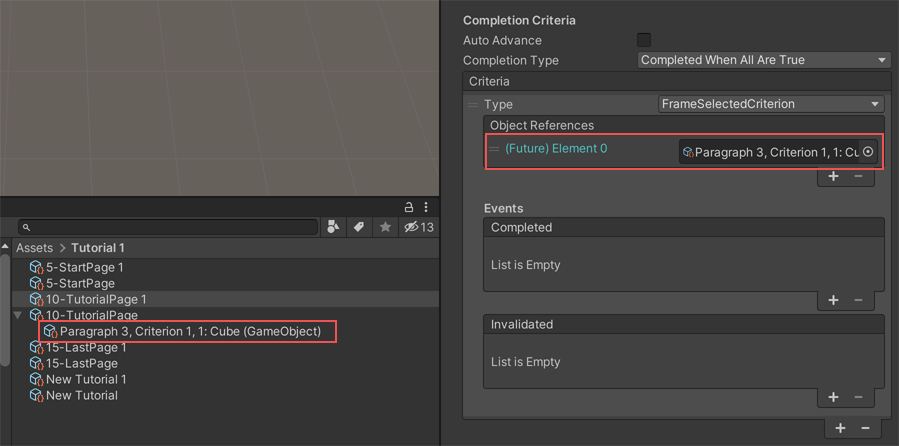 13
Assets > Tutorial 1
5-StartPage 1
5-StartPage
10-TutorialPage 1
10-TutorialPage
Paragraph 3, Criterion 1, 1: Cube (GameObject)
15-LastPage 1
15-LastPage
New Tutorial 1
New Tutorial
Completion Criteria
Auto Advance
Completion Type
Completed When All Are True
Criteria
Type
FrameSelectedCriterion
Object References
(Future) Element 0
Paragraph 3, Criterion 1, 1: Cu
Events
Completed
List is Empty
Invalidated
List is Empty